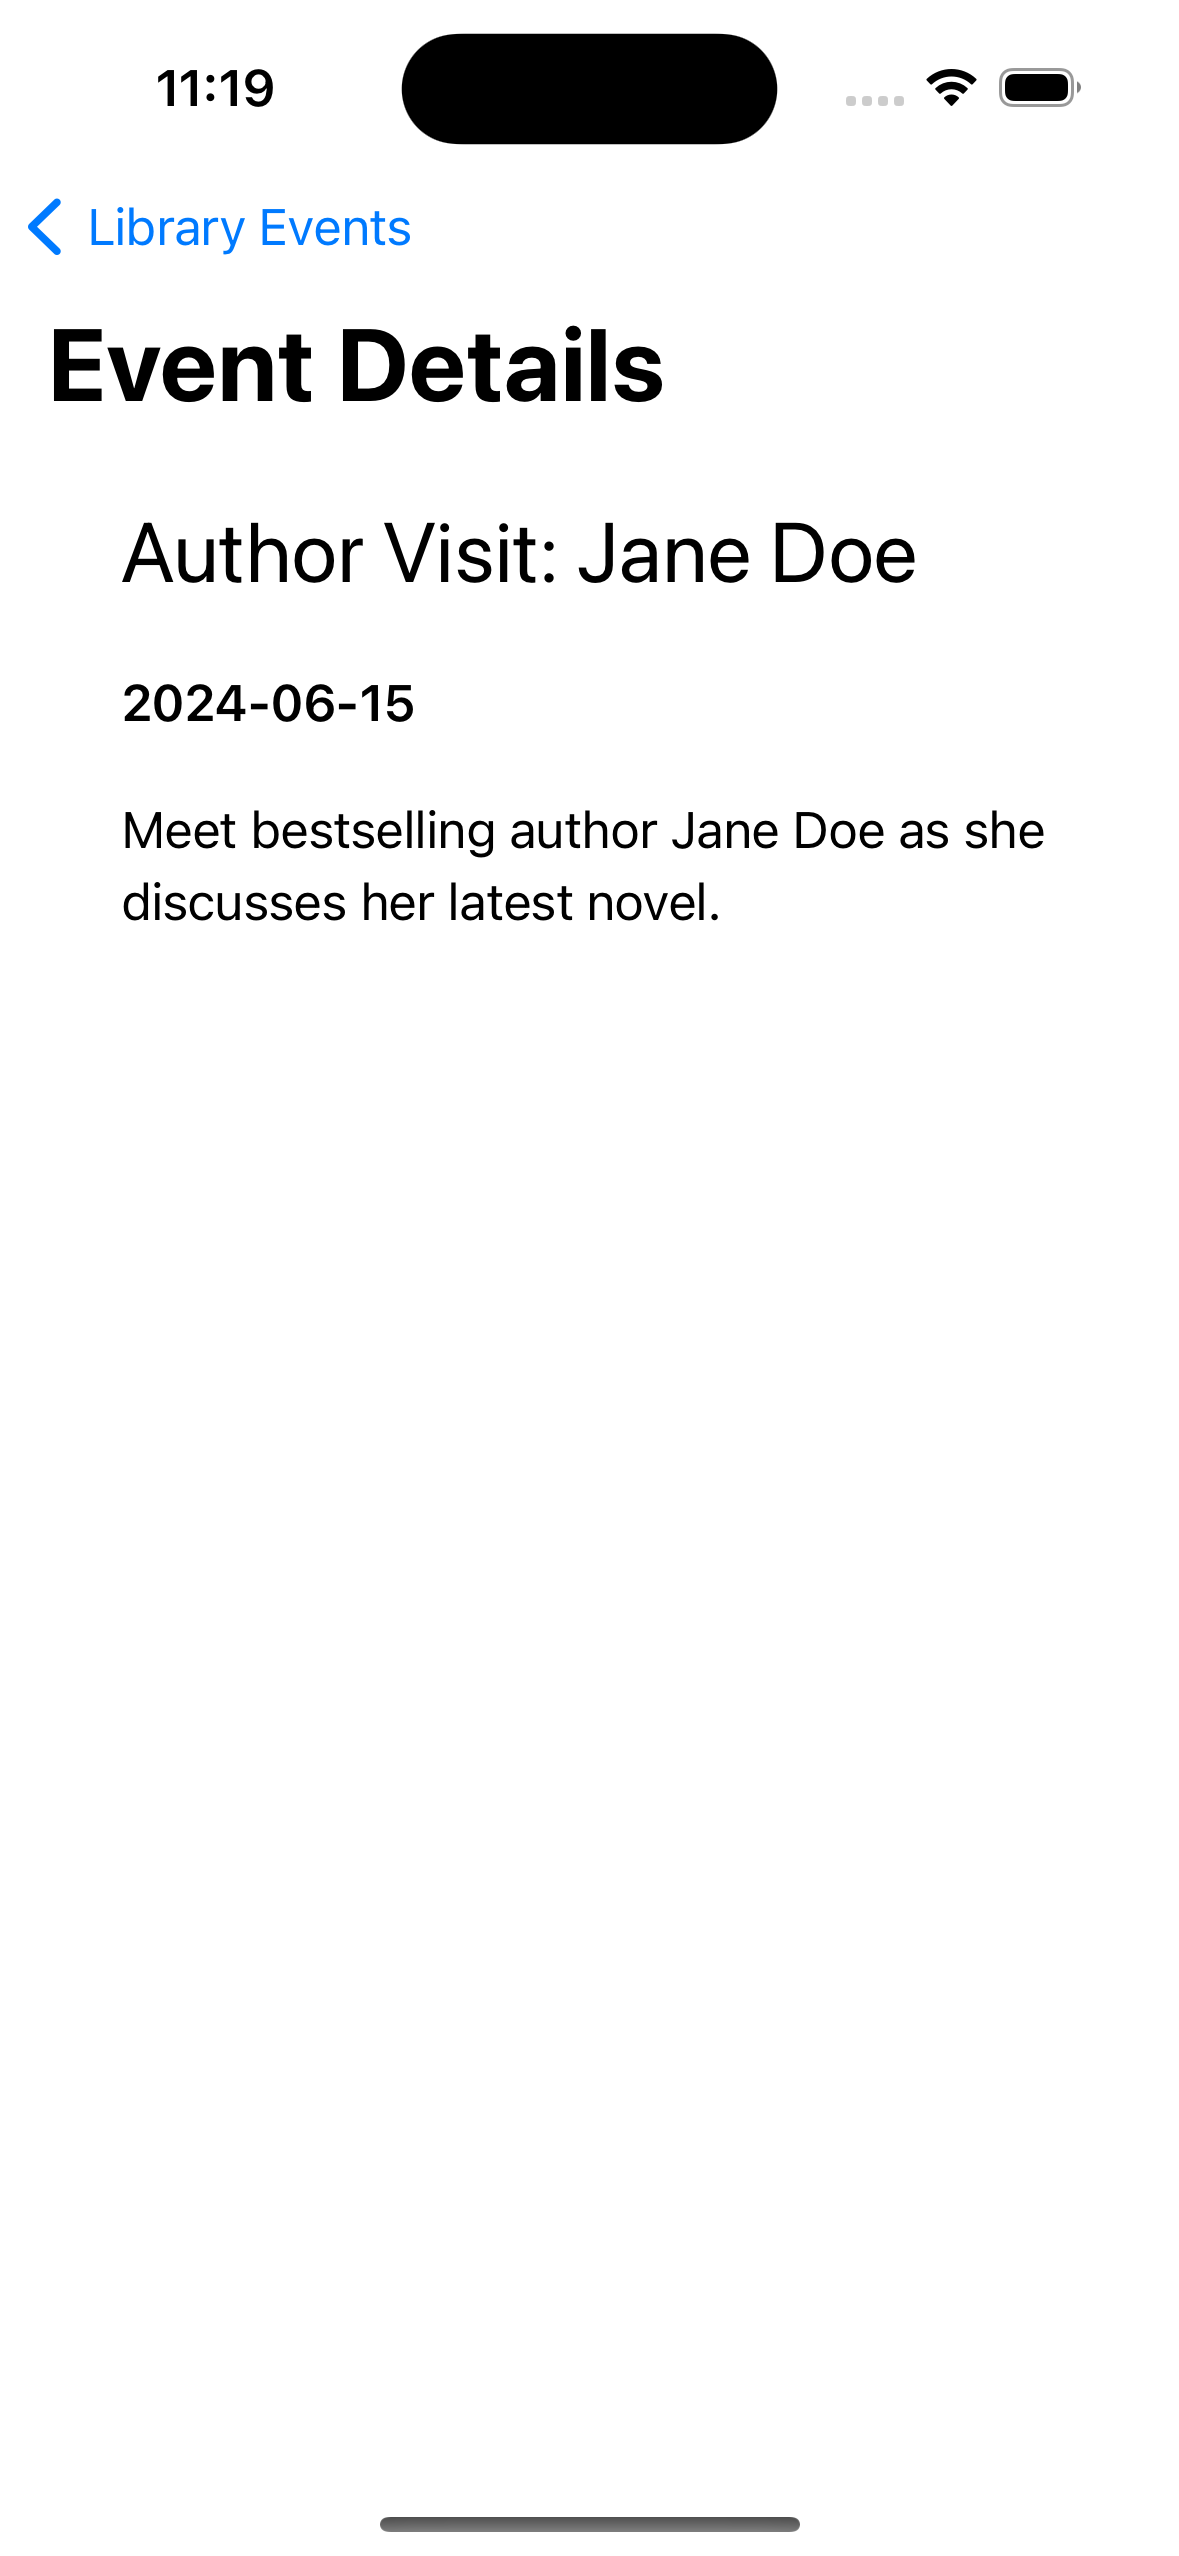 11:19
Library Events
Event Details
Author Visit: Jane Doe
2024-06-15
Meet bestselling author Jane Doe as she
discusses her latest novel.